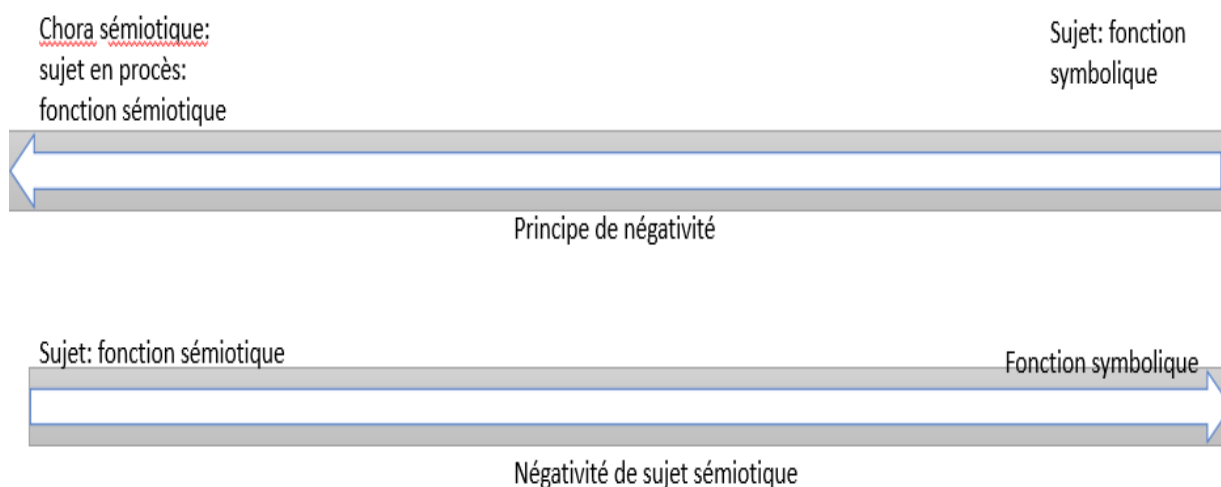 Chora sémiotique:
sujet en procès:
fonction sémiotique
Sujet: fonction
symbolique
Principe de négativité
Sujet: fonction sémiotique
Fonction symbolique
Négativité de sujet sémiotique